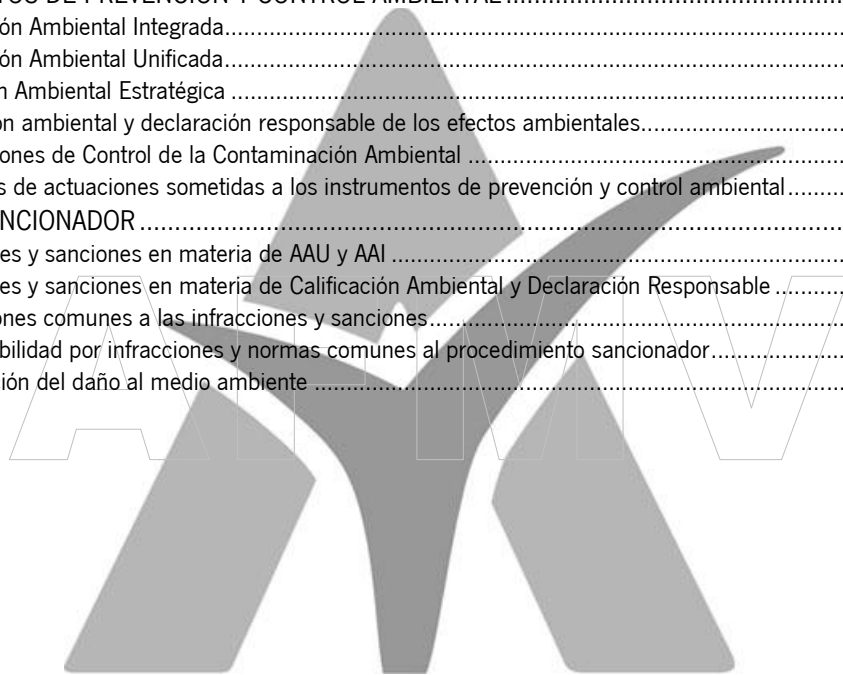 TOS DE PREVENCIÓN Y CONTROL AMBIENTAL
ón Ambiental Integrada
ón Ambiental Unificada
n Ambiental Estratégica
ón ambiental y declaración responsable de los efectos ambientales
ones de Control de la Contaminación Ambiental
s de actuaciones sometidas a los instrumentos de prevención y control ambiental
NCIONADOR
es y sanciones en materia de AAU y AAI
es y sanciones en materia de Calificación Ambiental y Declaración Responsable
ones comunes a las infracciones y sanciones
bilidad por infracciones y normas comunes al procedimiento sancionador
ción del daño al medio ambiente